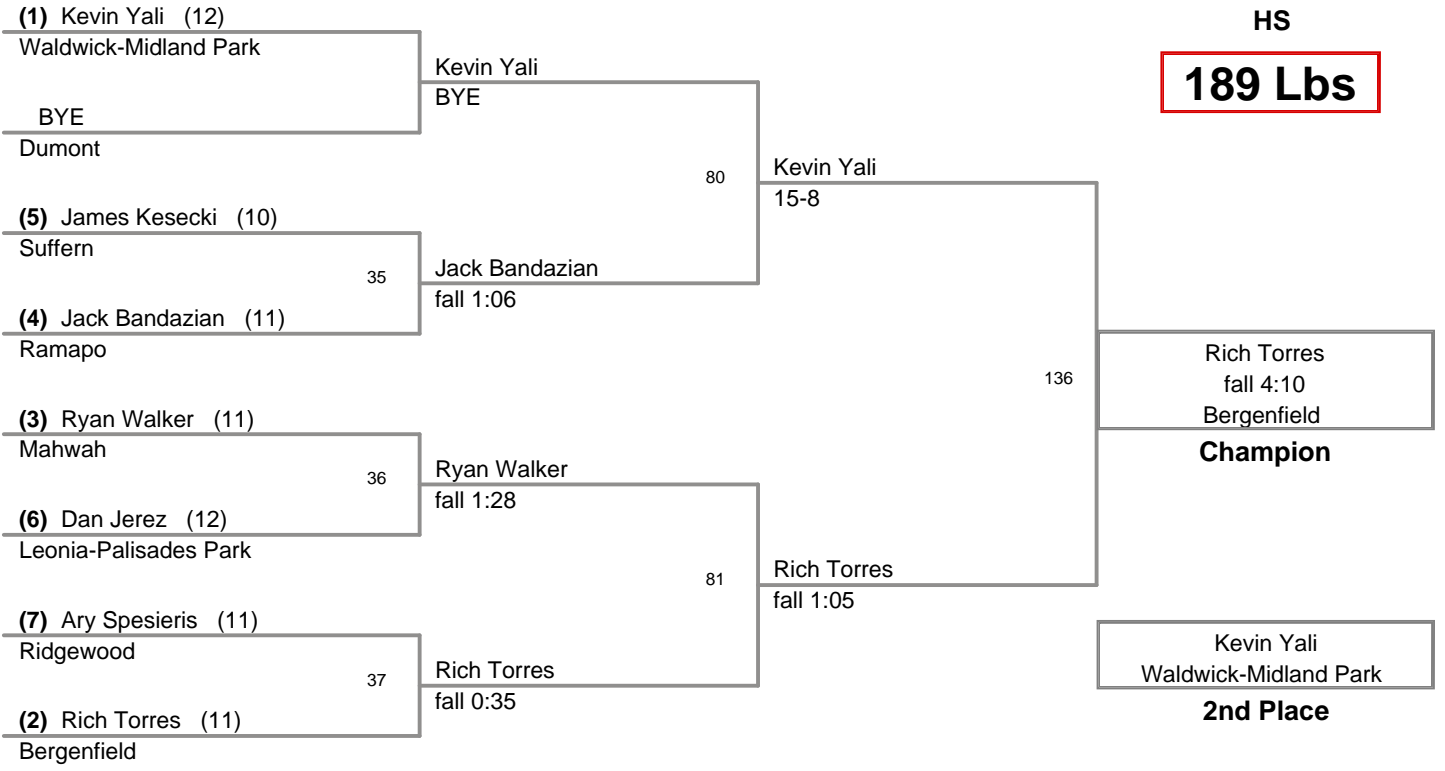 (1) Kevin Yali (12)
Waldwick-Midland Park
BYE
Dumont
(5) James Kesecki (10)
Suffern
35
(4) Jack Bandazian (11)
Ramapo
(3) Ryan Walker (11)
Mahwah
36
(6) Dan Jerez (12)
Leonia-Palisades Park
(7) Ary Spesieris (11)
Ridgewood
37
(2) Rich Torres (11)
Bergenfield
Kevin Yali
BYE
80
Jack Bandazian
fall 1:06
Ryan Walker
fall 1:28
81
Rich Torres
fall 0:35
Kevin Yali
15-8
136
Rich Torres
fall 1:05
HS
189 Lbs
Rich Torres
fall 4:10
Bergenfield
Champion
Kevin Yali
Waldwick-Midland Park
2nd Place